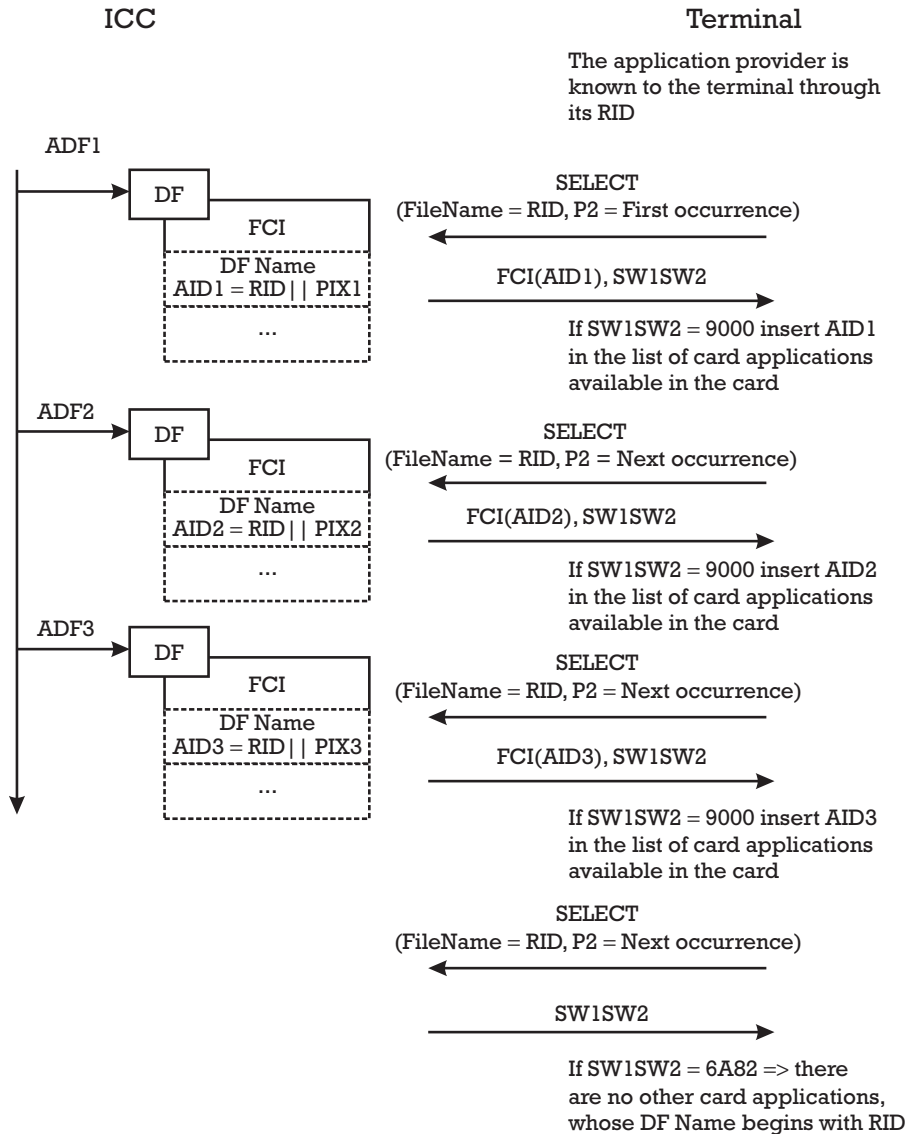 ICC
Terminal
The application provider is
known to the terminal through
its RID
ADF1
DF
FCI
DF Name
AID1 = RID|| PIX1
...
SELECT
(FileName = RID, P2 = First occurrence)
FCI(AID1), SW1SW2
If SW1SW2 = 9000 insert AID1
in the list of card applications
available in the card
ADF2
DF
FCI
DF Name
AID2 = RID|| PIX2
...
SELECT
(FileName = RID, P2 = Next occurrence)
FCI(AID2), SW1SW2
If SW1SW2 = 9000 insert AID2
in the list of card applications
available in the card
ADF3
DF
FCI
DF Name
AID3 = RID|| PIX3
...
SELECT
(FileName = RID, P2 = Next occurrence)
FCI(AID3), SW1SW2
If SW1SW2 = 9000 insert AID3
in the list of card applications
available in the card
SELECT
(FileName = RID, P2 = Next occurrence)
SW1SW2
If SW1SW2 = 6A82 => there
are no other card applications,
whose DF Name begins with RID